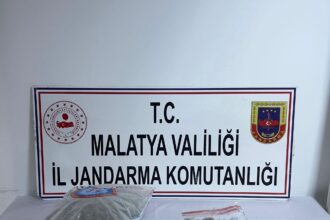 T.C.
MALATYA VALİLİĞİ
İL JANDARMA KOMUTANLIĞI